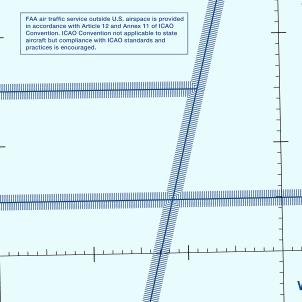 FAA air traffic service outside U.S. airspace is provided
in accordance with Article 12 and Annex 11 of ICAO
Convention. ICAO Convention not applicable to state
aircraft but compliance with ICAO standards and
practices is encouraged.